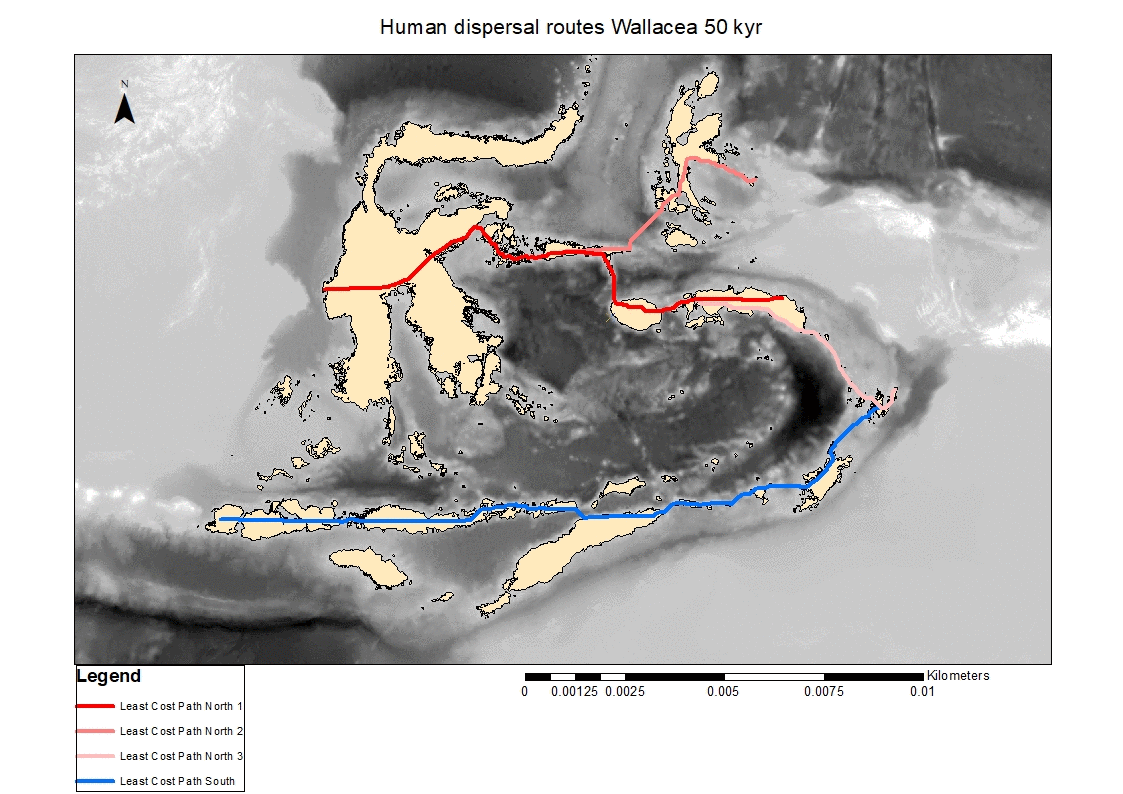 Human dispersal routes Wallacea 50 kyr
N
Legend
Least Cost Path North 1
Least Cost Path North 2
Least Cost Path North 3
Least Cost Path South
Kilometers
0 0.00125 0.0025 0.005 0.0075 0.01